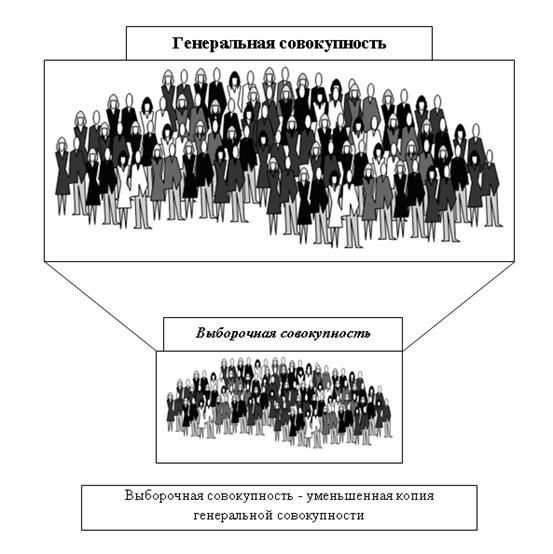 Генеральная совокупность
Выборочная совокупность
Выборочная совокупность - уменьшенная копия
генеральной совокупности